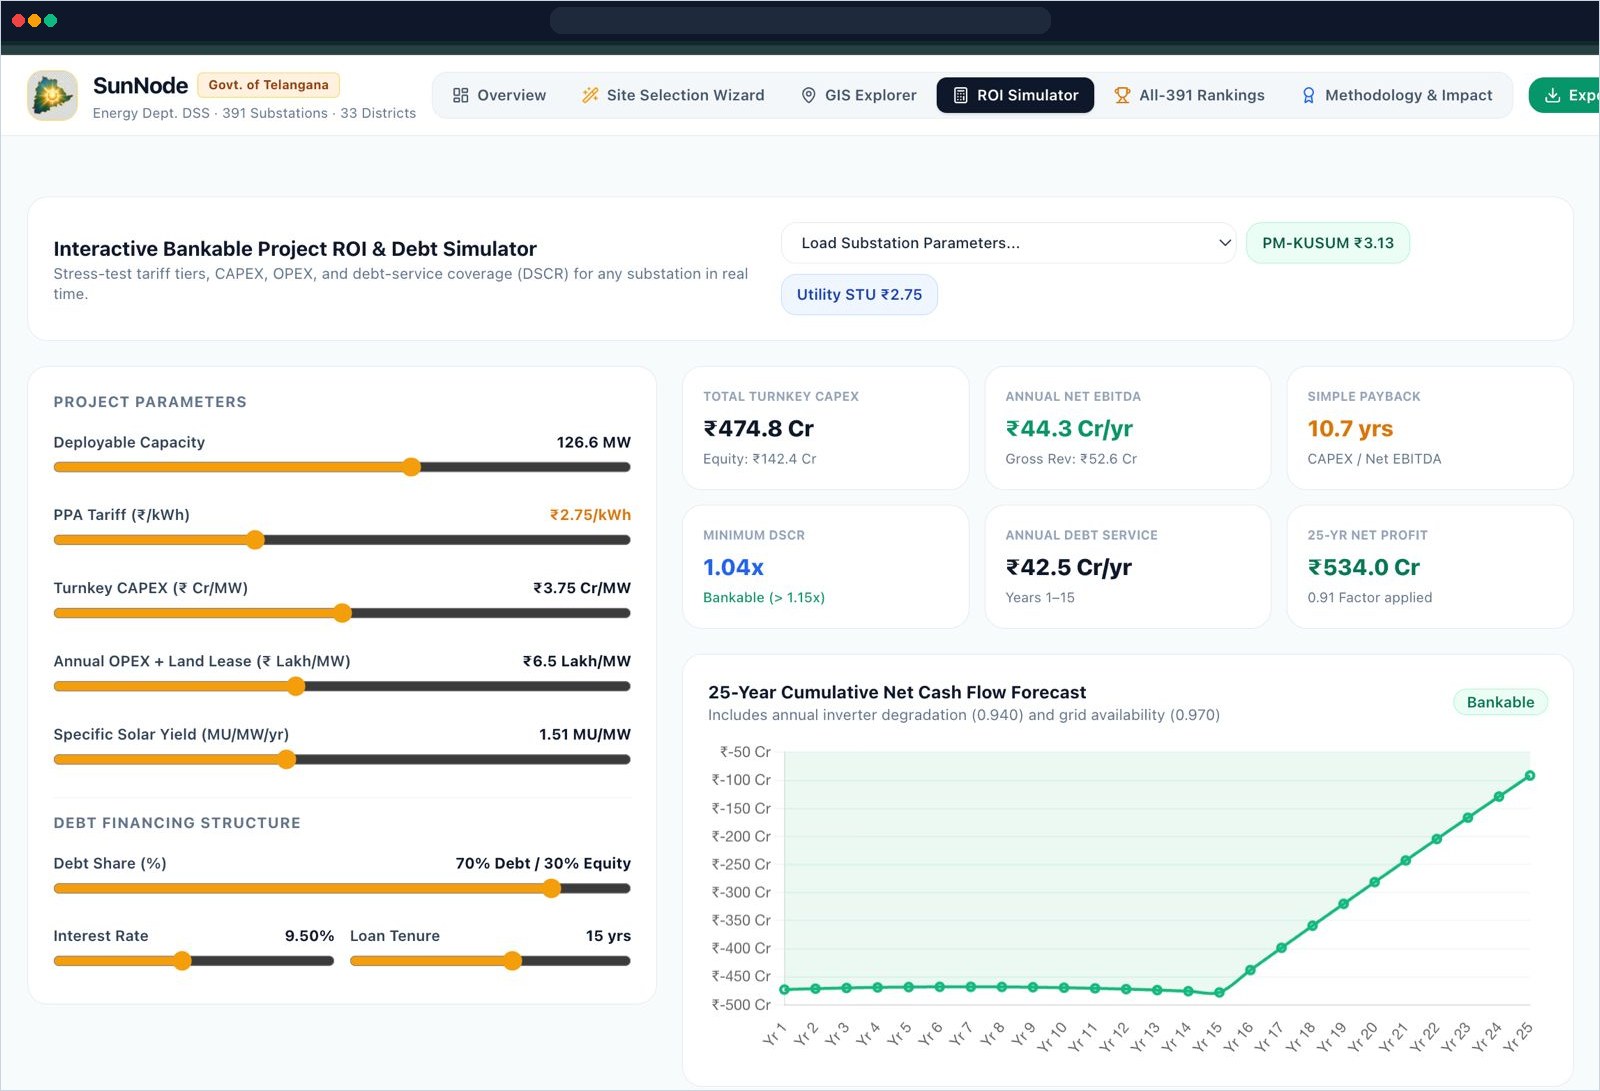 SunNode
Govt. of Telangana
Energy Dept. DSS · 391 Substations · 33 Districts
Overview
Site Selection Wizard
GIS Explorer
ROI Simulator
All-391 Rankings
Methodology & Impact
Expo
Interactive Bankable Project ROI & Debt Simulator
Stress-test tariff tiers, CAPEX, OPEX, and debt-service coverage (DSCR) for any substation in real
time.
Load Substation Parameters...
PM-KUSUM ₹3.13
Utility STU ₹2.75
PROJECT PARAMETERS
Deployable Capacity
126.6 MW
PPA Tariff (₹/kWh)
₹2.75/kWh
Turnkey CAPEX (₹ Cr/MW)
₹3.75 Cr/MW
Annual OPEX + Land Lease (₹ Lakh/MW)
₹6.5 Lakh/MW
Specific Solar Yield (MU/MW/yr)
1.51 MU/MW
DEBT FINANCING STRUCTURE
Debt Share (%)
70% Debt / 30% Equity
Interest Rate
9.50%
Loan Tenure
15 yrs
TOTAL TURNKEY CAPEX
₹474.8 Cr
Equity: ₹142.4 Cr
ANNUAL NET EBITDA
₹44.3 Cr/yr
Gross Rev: ₹52.6 Cr
SIMPLE PAYBACK
10.7 yrs
CAPEX / Net EBITDA
MINIMUM DSCR
1.04x
Bankable (> 1.15x)
ANNUAL DEBT SERVICE
₹42.5 Cr/yr
Years 1–15
25-YR NET PROFIT
₹534.0 Cr
0.91 Factor applied
25-Year Cumulative Net Cash Flow Forecast
Includes annual inverter degradation (0.940) and grid availability (0.970)
Bankable
₹-50 Cr
₹-100 Cr
₹-150 Cr
₹-200 Cr
₹-250 Cr
₹-300 Cr
₹-350 Cr
₹-400 Cr
₹-450 Cr
₹-500 Cr
Yr 1
Yr 2
Yr 3
Yr 4
Yr 5
Yr 6
Yr 7
Yr 8
Yr 9
Yr 10
Yr 11
Yr 12
Yr 13
Yr 14
Yr 15
Yr 16
Yr 17
Yr 18
Yr 19
Yr 20
Yr 21
Yr 22
Yr 23
Yr 24
Yr 25